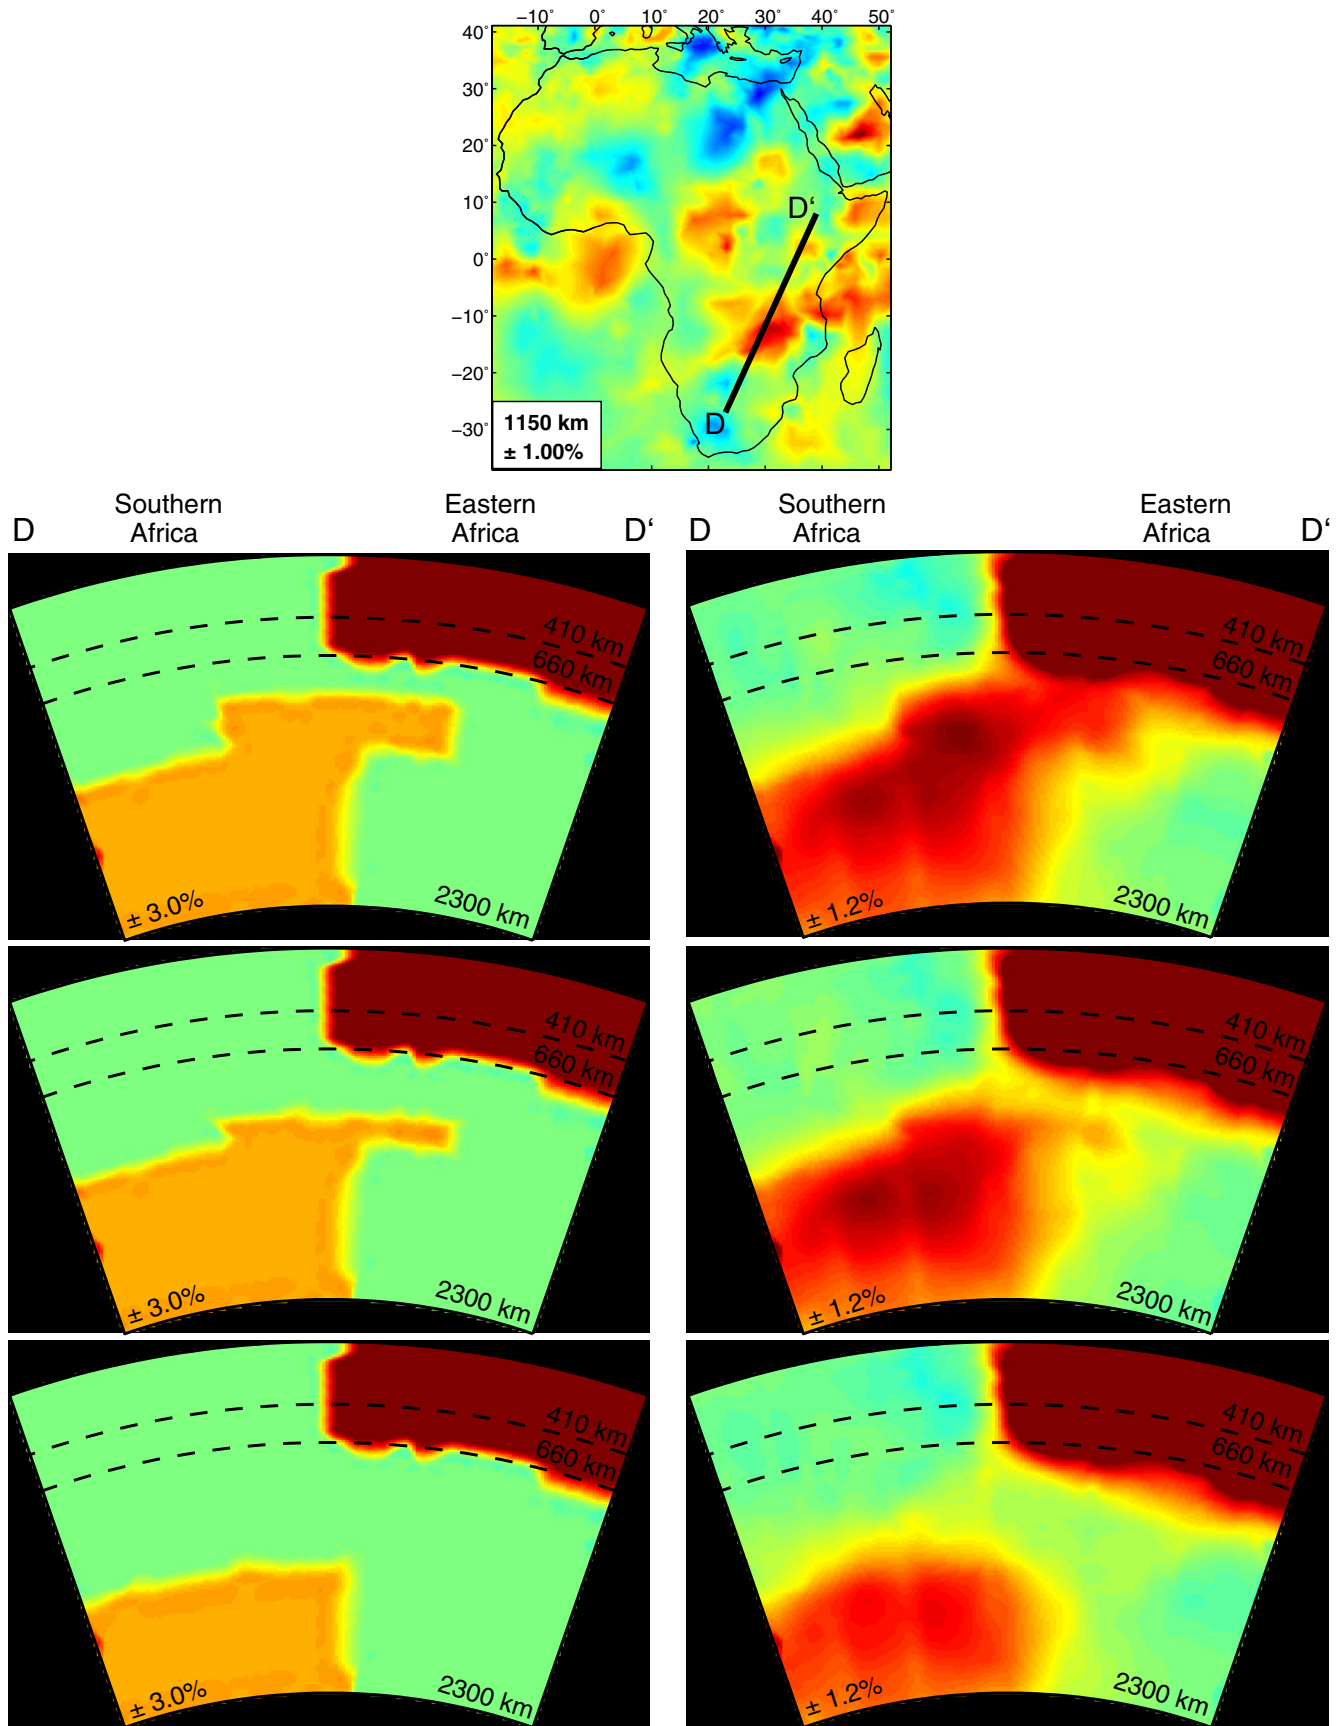 −10° 0° 10° 20° 30° 40° 50°
40°
30°
20°
10°
0°
−10°
−20°
−30°
D‘
D
1150 km
± 1.00%
Southern Africa
Eastern Africa
D
D‘
Southern Africa
Eastern Africa
D
D‘
410 km
660 km
± 3.0%
2300 km
410 km
660 km
± 1.2%
2300 km
410 km
660 km
± 3.0%
2300 km
410 km
660 km
± 1.2%
2300 km
410 km
660 km
± 3.0%
2300 km
410 km
660 km
± 1.2%
2300 km